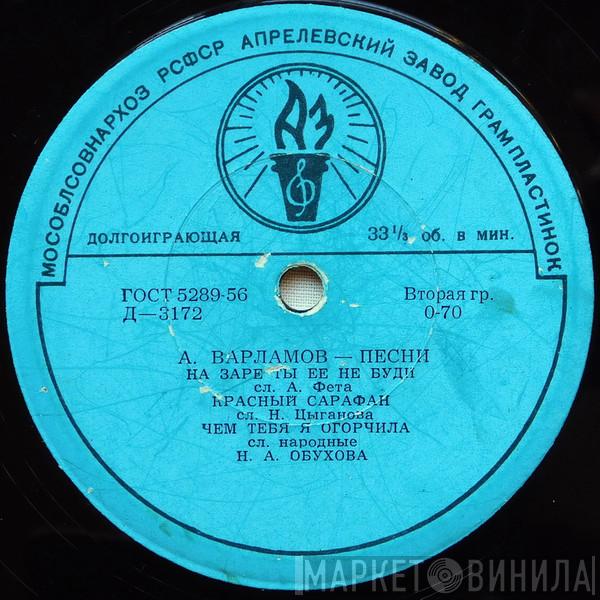 МОСОБЛСОВНАРХОЗ РСФСР АПРЕЛЕВСКИЙ ЗАВОД ГРАМПЛАСТИНОК
АЗ
ДОЛГОИГРАЮЩАЯ 33 1/3 об. в мин.
ГОСТ 5289-56 Вторая гр.
Д—3172 0-70
А. ВАРЛАМОВ — ПЕСНИ
НА ЗАРЕ ТЫ ЕЕ НЕ БУДИ
сл. А. Фета
КРАСНЫЙ САРАФАН
сл. Н. Цыганова
ЧЕМ ТЕБЯ Я ОГОРЧИЛА
сл. народные
Н. А. ОБУХОВА
МАРКЕТ ВИНИЛА